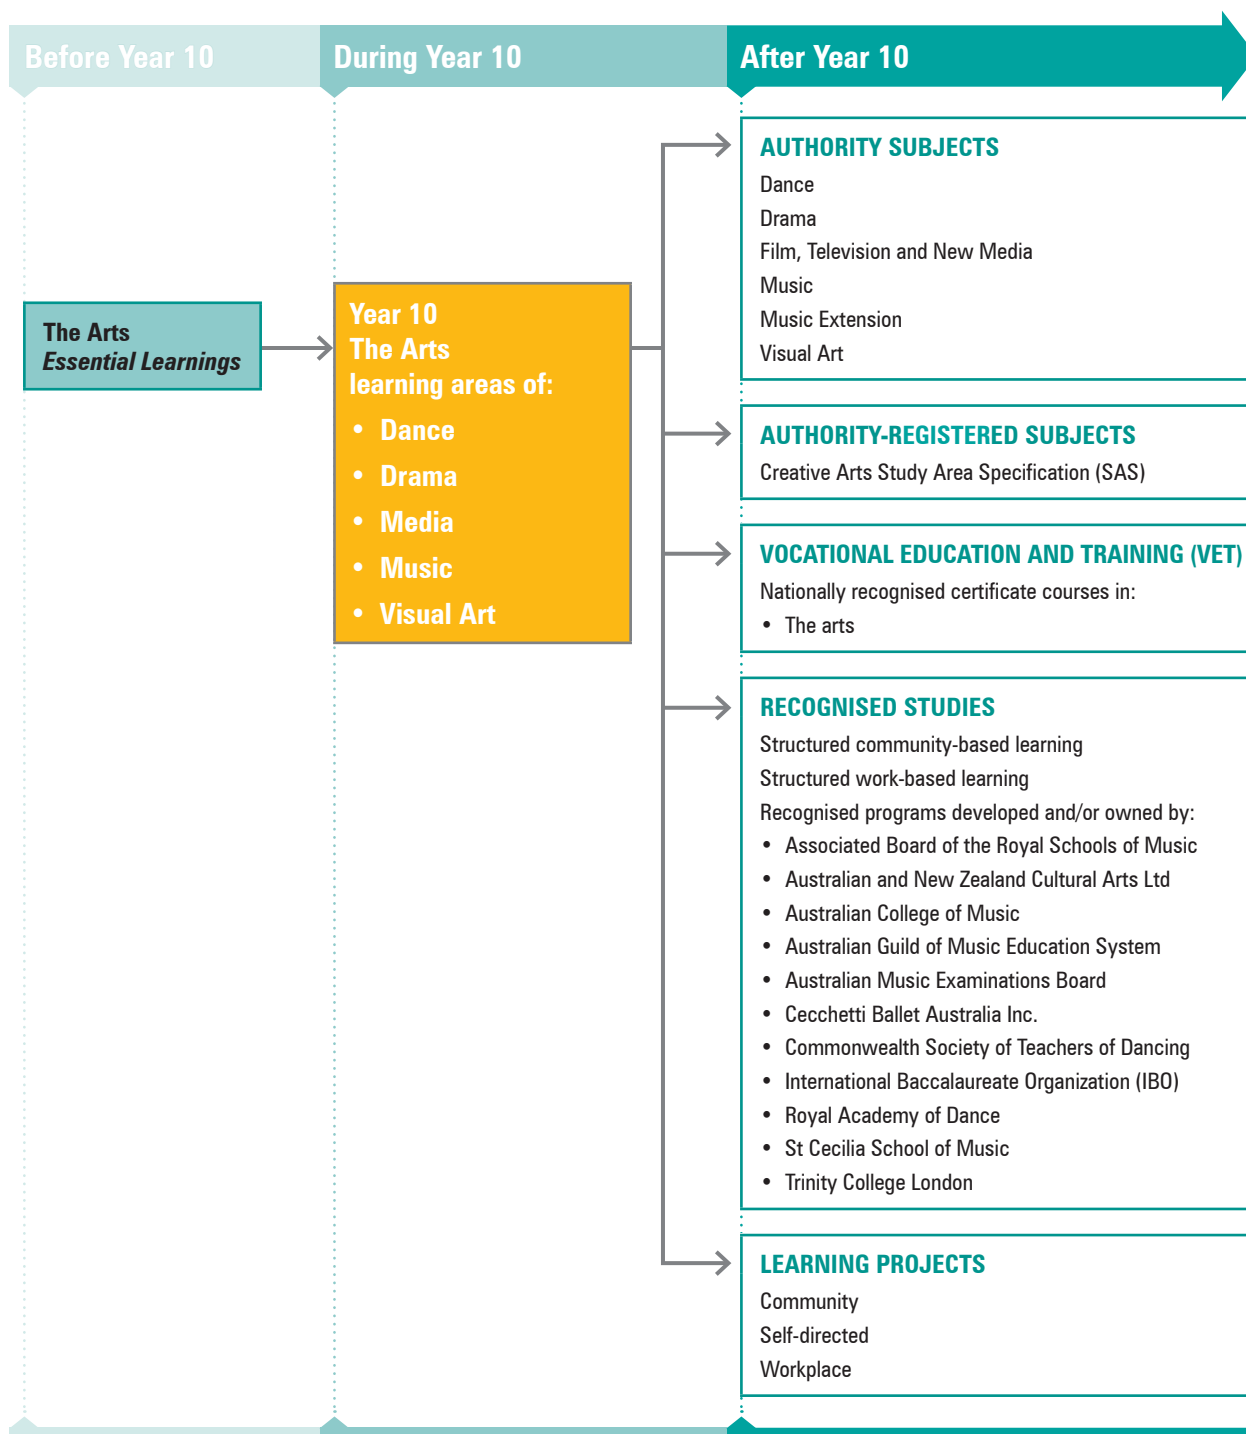 Before Year 10
During Year 10
After Year 10
The Arts
Essential Learnings
Year 10
The Arts
learning areas of:
• Dance
• Drama
• Media
• Music
• Visual Art
AUTHORITY SUBJECTS
Dance
Drama
Film, Television and New Media
Music
Music Extension
Visual Art
AUTHORITY-REGISTERED SUBJECTS
Creative Arts Study Area Specification (SAS)
VOCATIONAL EDUCATION AND TRAINING (VET)
Nationally recognised certificate courses in:
• The arts
RECOGNISED STUDIES
Structured community-based learning
Structured work-based learning
Recognised programs developed and/or owned by:
• Associated Board of the Royal Schools of Music
• Australian and New Zealand Cultural Arts Ltd
• Australian College of Music
• Australian Guild of Music Education System
• Australian Music Examinations Board
• Cecchetti Ballet Australia Inc.
• Commonwealth Society of Teachers of Dancing
• International Baccalaureate Organization (IBO)
• Royal Academy of Dance
• St Cecilia School of Music
• Trinity College London
LEARNING PROJECTS
Community
Self-directed
Workplace